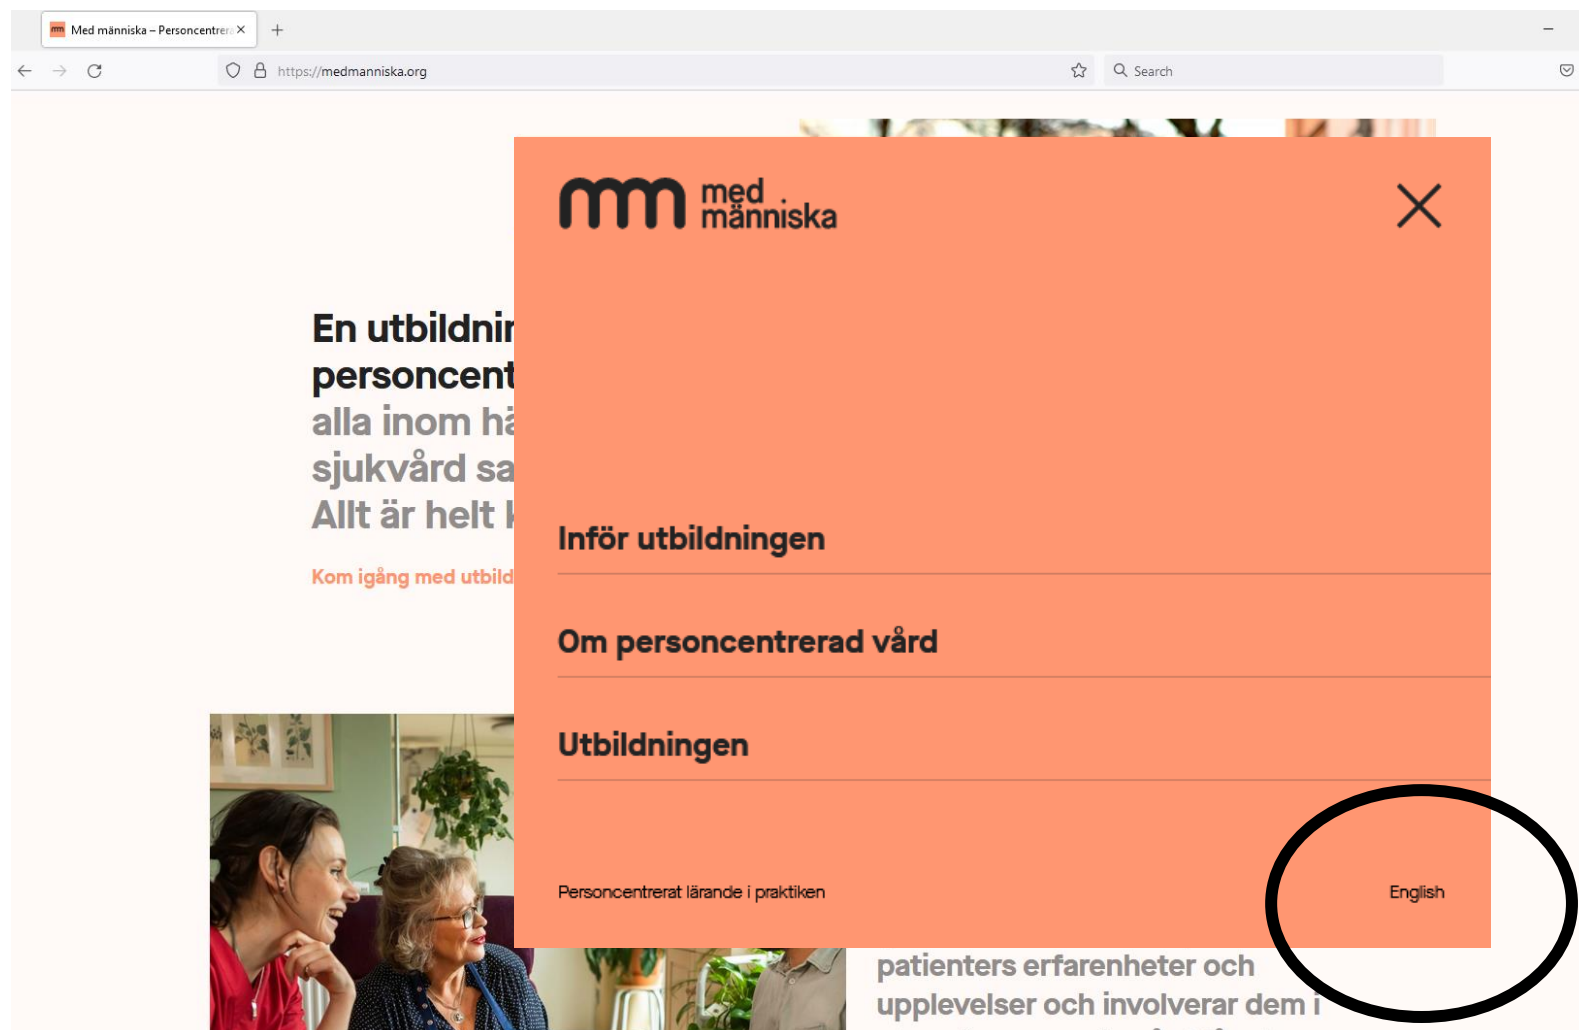 Med människa – Personcentrera
https://medmanniska.org
Search
med
människa
En utbildnin
personcent
alla inom hä
sjukvård sa
Allt är helt k
Kom igång med utbild
Inför utbildningen
Om personcentrerad vård
Utbildningen
Personcentrerat lärande i praktiken
English
patienters erfarenheter och
upplevelser och involverar dem i